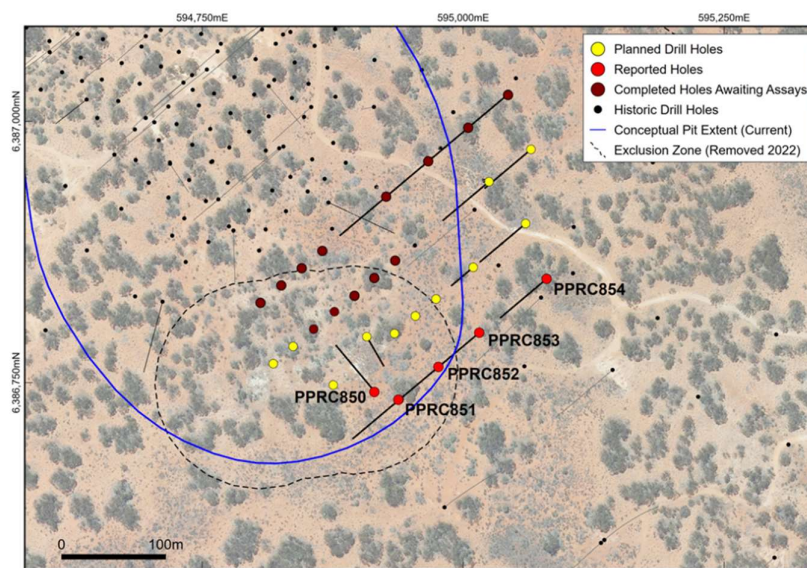 594,750mE
595,000mE
595,250mE
6,387,000mN
6,386,750mN
Planned Drill Holes
Reported Holes
Completed Holes Awaiting Assays
Historic Drill Holes
Conceptual Pit Extent (Current)
Exclusion Zone (Removed 2022)
PPRC854
PPRC853
PPRC852
PPRC850
PPRC851
0
100m